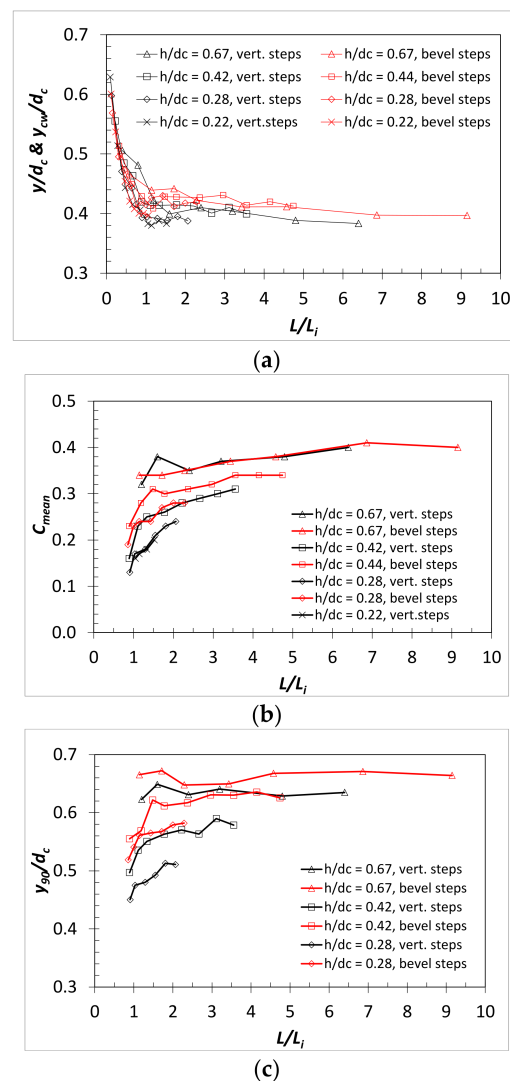 0.7
0.6
0.5
0.4
0.3
y/dc & ycw/dc
h/dc = 0.67, vert. steps
h/dc = 0.67, bevel steps
h/dc = 0.42, vert. steps
h/dc = 0.44, bevel steps
h/dc = 0.28, vert. steps
h/dc = 0.28, bevel steps
h/dc = 0.22, vert.steps
h/dc = 0.22, bevel steps
0 1 2 3 4 5 6 7 8 9 10
L/Li
(a)
0.5
0.4
0.3
0.2
0.1
0.0
Cmean
h/dc = 0.67, vert. steps
h/dc = 0.67, bevel steps
h/dc = 0.42, vert. steps
h/dc = 0.44, bevel steps
h/dc = 0.28, vert. steps
h/dc = 0.28, bevel steps
h/dc = 0.22, vert.steps
0 1 2 3 4 5 6 7 8 9 10
L/Li
(b)
0.7
0.6
0.5
0.4
0.3
y90/dc
h/dc = 0.67, vert. steps
h/dc = 0.67, bevel steps
h/dc = 0.42, vert. steps
h/dc = 0.42, bevel steps
h/dc = 0.28, vert. steps
h/dc = 0.28, bevel steps
0 1 2 3 4 5 6 7 8 9 10
L/Li
(c)